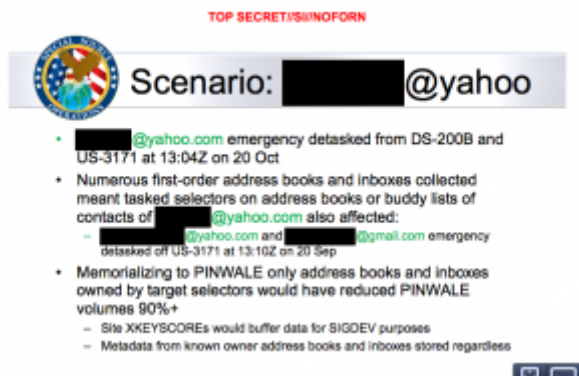 TOP SECRET//SI//NOFORN
SPECIAL SOURCE OPERATIONS
Scenario: @yahoo
• @yahoo.com emergency detasked from DS-200B and
US-3171 at 13:04Z on 20 Oct
• Numerous first-order address books and inboxes collected
meant tasked selectors on address books or buddy lists of
contacts of @yahoo.com also affected:
– @yahoo.com and @gmail.com emergency
detasked off US-3171 at 13:10Z on 20 Sep
• Memorializing to PINWALE only address books and inboxes
owned by target selectors would have reduced PINWALE
volumes 90%+
– Site XKEYSCOREs would buffer data for SIGDEV purposes
– Metadata from known owner address books and inboxes stored regardless